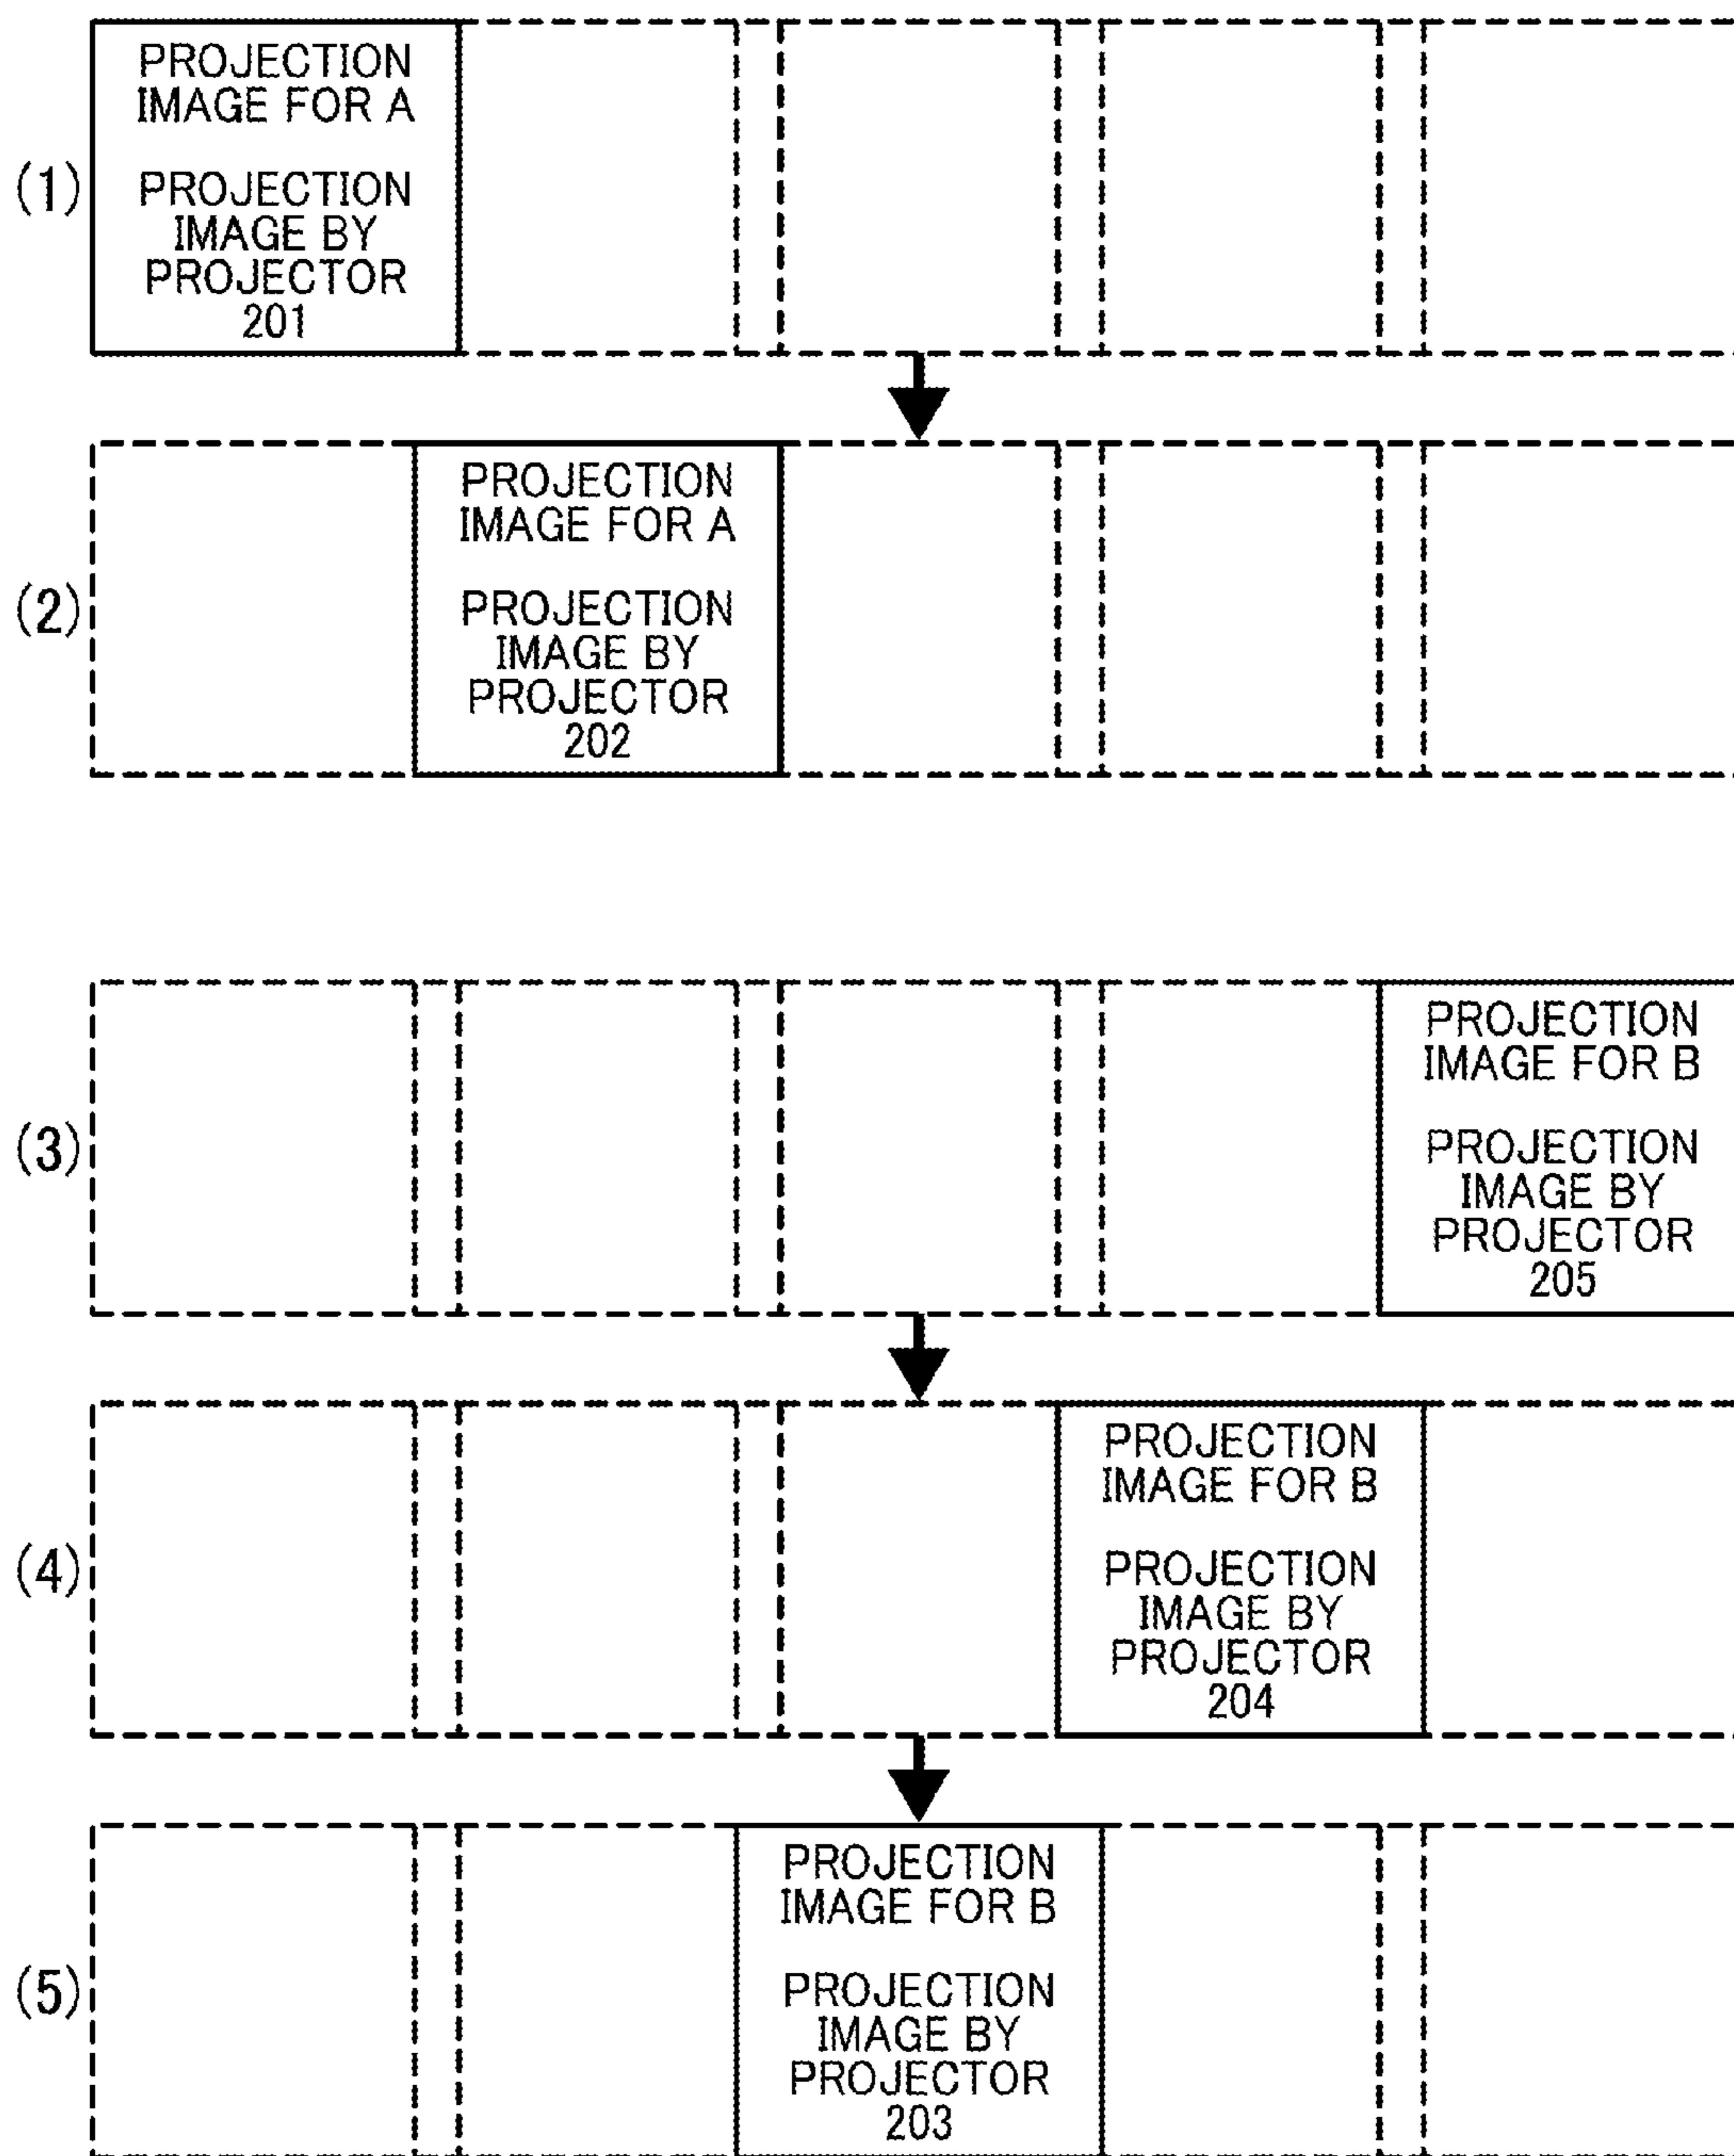 (1)
PROJECTION
IMAGE FOR A
PROJECTION
IMAGE BY
PROJECTOR
201
(2)
PROJECTION
IMAGE FOR A
PROJECTION
IMAGE BY
PROJECTOR
202
(3)
PROJECTION
IMAGE FOR B
PROJECTION
IMAGE BY
PROJECTOR
205
(4)
PROJECTION
IMAGE FOR B
PROJECTION
IMAGE BY
PROJECTOR
204
(5)
PROJECTION
IMAGE FOR B
PROJECTION
IMAGE BY
PROJECTOR
203